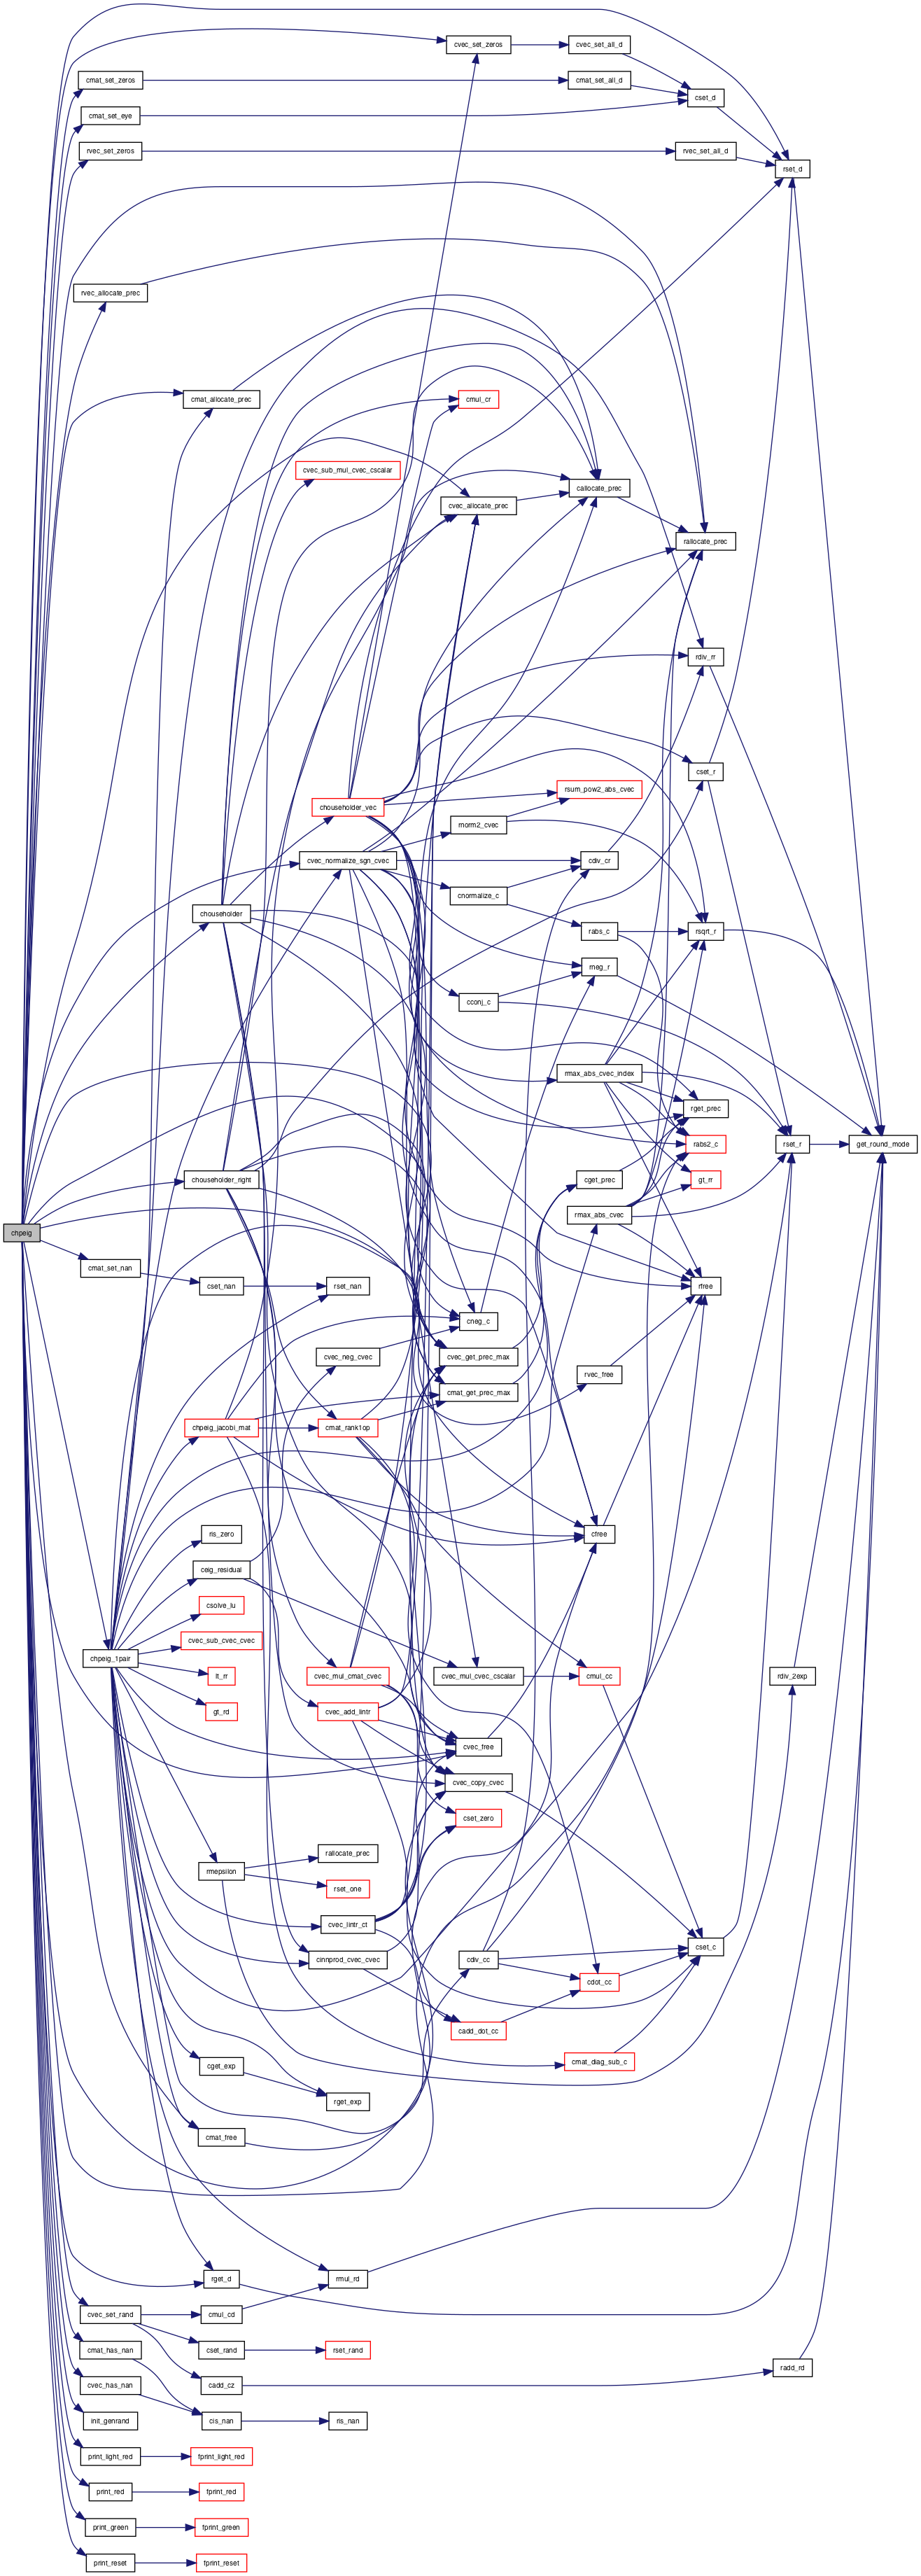 cvec_set_zeros
cvec_set_all_d
cmat_set_zeros
cmat_set_all_d
cset_d
cmat_set_eye
rvec_set_zeros
rvec_set_all_d
rset_d
rvec_allocate_prec
cmat_allocate_prec
cmul_cr
cvec_sub_mul_cvec_cscalar
callocate_prec
cvec_allocate_prec
rallocate_prec
rdiv_rr
cset_r
rsum_pow2_abs_cvec
chouseholder_vec
rnorm2_cvec
cvec_normalize_sgn_cvec
cdiv_cr
cnormalize_c
chouseholder
rabs_c
rsqrt_r
rneg_r
cconj_c
rmax_abs_cvec_index
rget_prec
rabs2_c
rset_r
get_round_mode
chouseholder_right
cget_prec
gt_rr
rmax_abs_cvec
chpeig
cmat_set_nan
cset_nan
rset_nan
rfree
cneg_c
cvec_neg_cvec
cvec_get_prec_max
rvec_free
cmat_get_prec_max
chpeig_jacobi_mat
cmat_rank1op
ris_zero
cfree
ceig_residual
csolve_lu
cvec_sub_cvec_cvec
chpeig_1pair
lt_rr
cvec_mul_cmat_cvec
cvec_mul_cvec_cscalar
cmul_cc
rdiv_2exp
gt_rd
cvec_add_lintr
cvec_free
cvec_copy_cvec
cset_zero
rallocate_prec
rmepsilon
rset_one
cvec_lintr_ct
cset_c
cinnprod_cvec_cvec
cdiv_cc
cdot_cc
cadd_dot_cc
cmat_diag_sub_c
cget_exp
rget_exp
cmat_free
rget_d
rmul_rd
cvec_set_rand
cmul_cd
cmat_has_nan
cset_rand
rset_rand
radd_rd
cvec_has_nan
cadd_cz
init_genrand
cis_nan
ris_nan
print_light_red
fprint_light_red
print_red
fprint_red
print_green
fprint_green
print_reset
fprint_reset